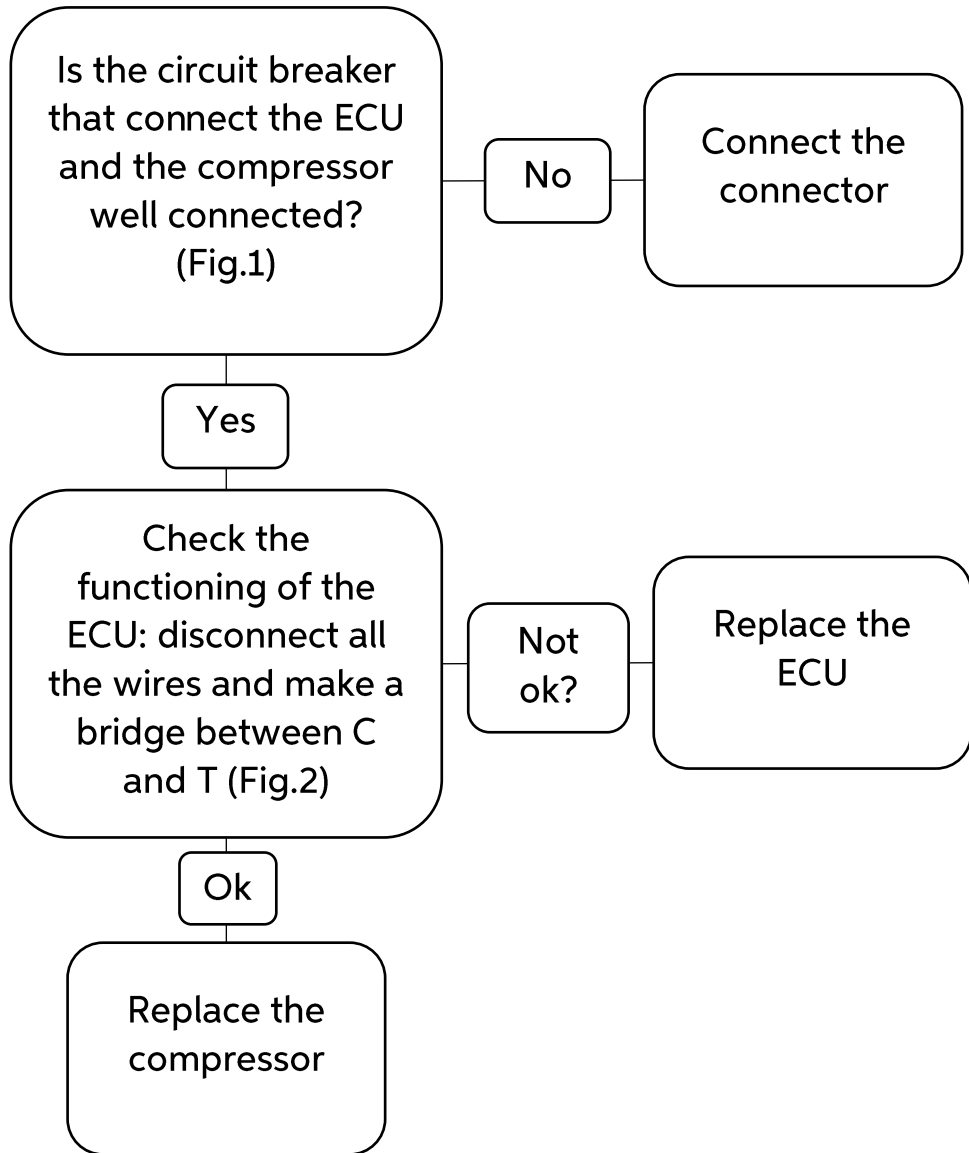 Is the circuit breaker
that connect the ECU
and the compressor
well connected?
(Fig.1)
No
Connect the
connector
Yes
Check the
functioning of the
ECU: disconnect all
the wires and make a
bridge between C
and T (Fig.2)
Not
ok?
Replace the
ECU
Ok
Replace the
compressor